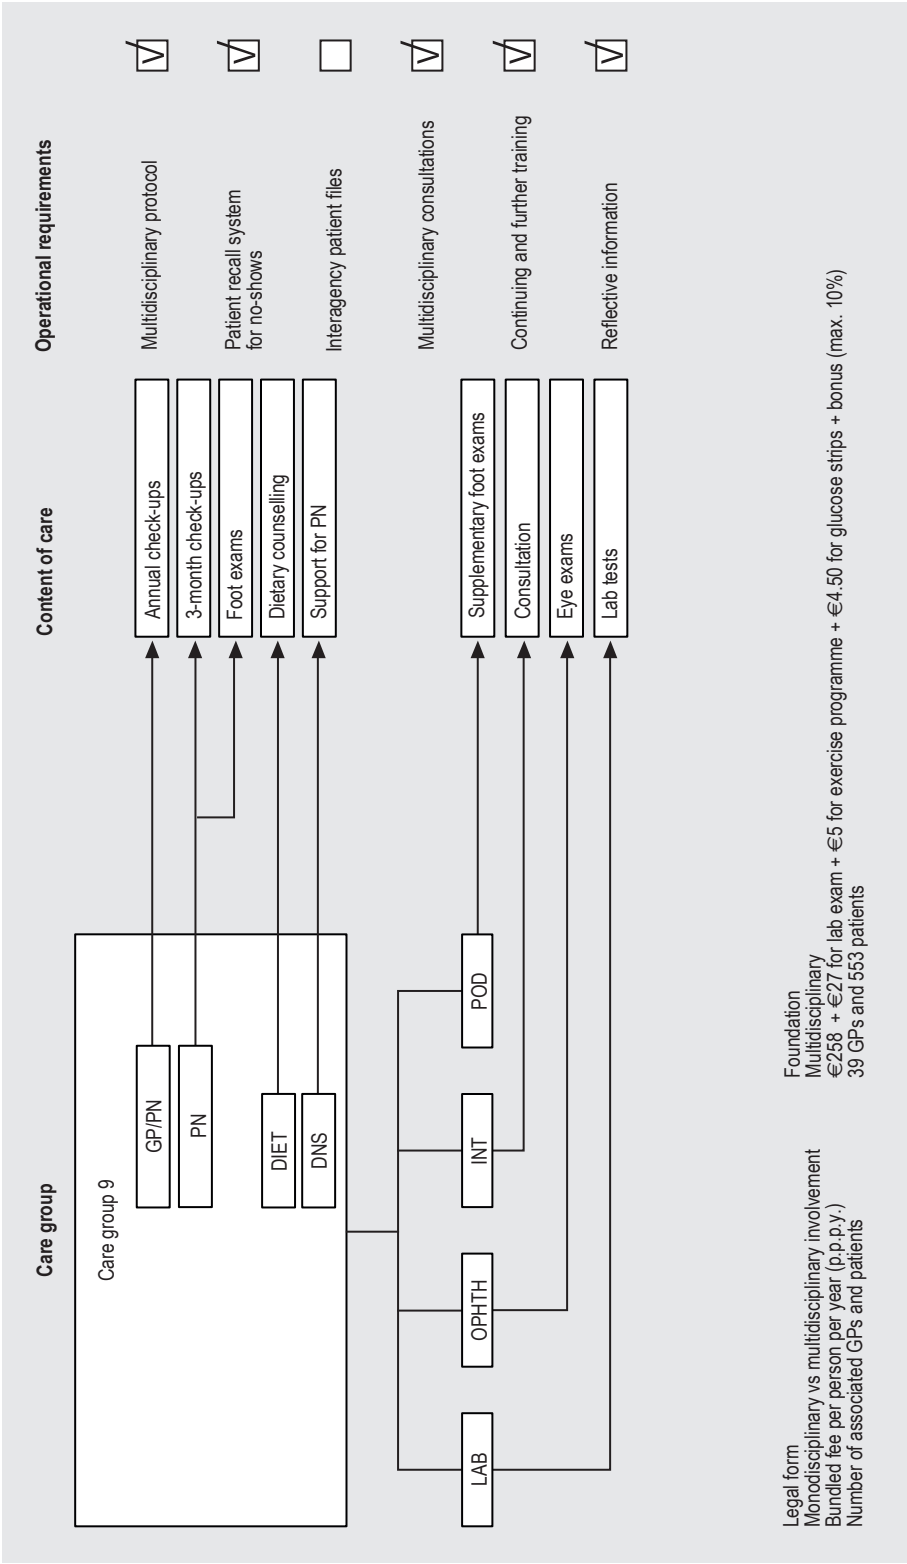 Care group
Content of care
Operational requirements
Care group 9
GP/PN
PN
DIET
DNS
LAB
OPHTH
INT
POD
Annual check-ups
3-month check-ups
Foot exams
Dietary counselling
Support for PN
Supplementary foot exams
Consultation
Eye exams
Lab tests
Multidisciplinary protocol
Patient recall system
for no-shows
Interagency patient files
Multidisciplinary consultations
Continuing and further training
Reflective information
Legal form
Foundation
Monodisciplinary vs multidisciplinary involvement
Multidisciplinary
Bundled fee per person per year (p.p.p.y.)
€258 + €27 for lab exam + €5 for exercise programme + €4.50 for glucose strips + bonus (max. 10%)
Number of associated GPs and patients
39 GPs and 553 patients